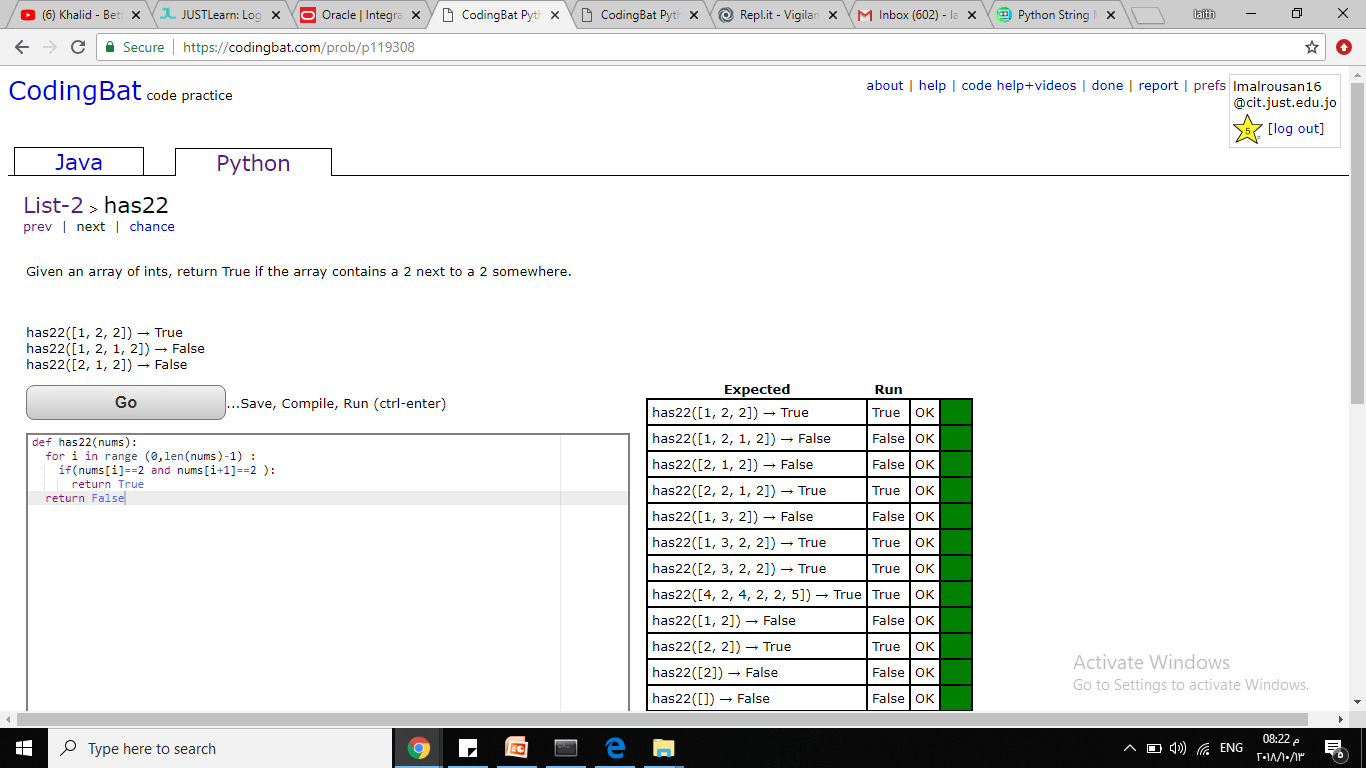 (6) Khalid - Bet
JUSTLearn: Log
Oracle | Integra
CodingBat Pyth
CodingBat Pyth
Repl.it - Vigilan
Inbox (602) - la
Python String M
laith
Secure
https://codingbat.com/prob/p119308
CodingBat code practice
about | help | code help+videos | done | report | prefs
lmalrousan16
@cit.just.edu.jo
5 [log out]
Java
Python
List-2 > has22
prev | next | chance
Given an array of ints, return True if the array contains a 2 next to a 2 somewhere.
has22([1, 2, 2]) → True
has22([1, 2, 1, 2]) → False
has22([2, 1, 2]) → False
Go
...Save, Compile, Run (ctrl-enter)
def has22(nums):
  for i in range (0,len(nums)-1) :
    if(nums[i]==2 and nums[i+1]==2 ):
      return True
  return False
Expected Run
has22([1, 2, 2]) → True True OK
has22([1, 2, 1, 2]) → False False OK
has22([2, 1, 2]) → False False OK
has22([2, 2, 1, 2]) → True True OK
has22([1, 3, 2]) → False False OK
has22([1, 3, 2, 2]) → True True OK
has22([2, 3, 2, 2]) → True True OK
has22([4, 2, 4, 2, 2, 5]) → True True OK
has22([1, 2]) → False False OK
has22([2, 2]) → True True OK
has22([2]) → False False OK
has22([]) → False False OK
Activate Windows
Go to Settings to activate Windows.
Type here to search
ENG
08:22 م
٢٠١٨/١٠/١٣